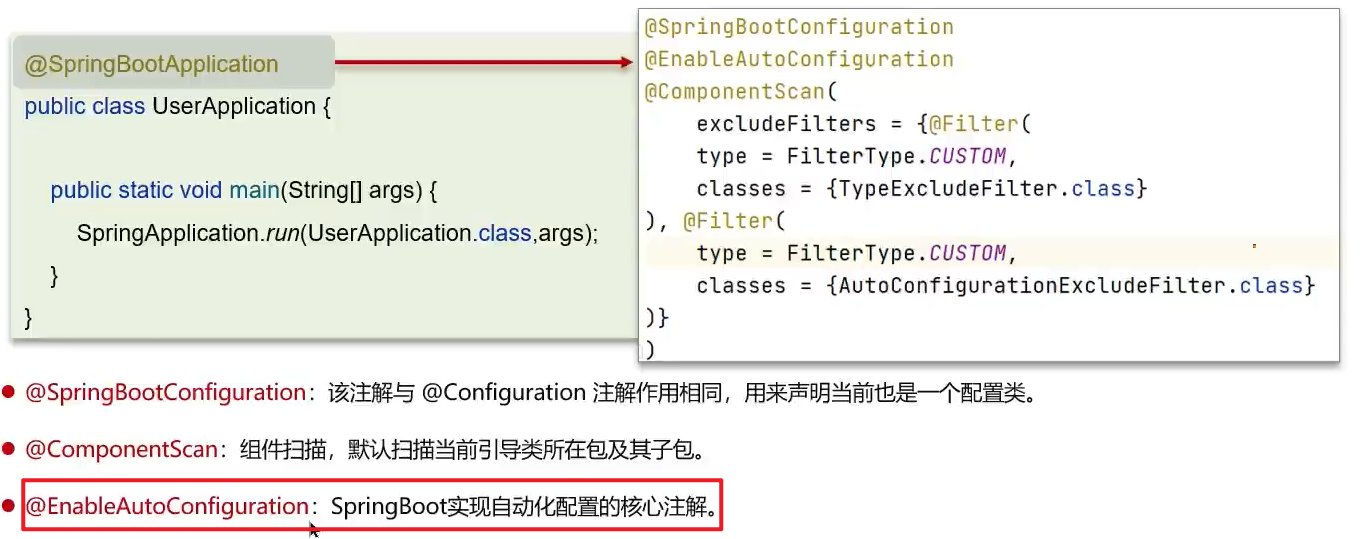 @SpringBootApplication
public class UserApplication {
public static void main(String[] args) {
SpringApplication.run(UserApplication.class,args);
}
}
@SpringBootConfiguration
@EnableAutoConfiguration
@ComponentScan(
excludeFilters = {@Filter(
type = FilterType.CUSTOM,
classes = {TypeExcludeFilter.class}
), @Filter(
type = FilterType.CUSTOM,
classes = {AutoConfigurationExcludeFilter.class}
)}
)
● @SpringBootConfiguration：该注解与 @Configuration 注解作用相同，用来声明当前也是一个配置类。
● @ComponentScan：组件扫描，默认扫描当前引导类所在包及其子包。
● @EnableAutoConfiguration：SpringBoot实现自动化配置的核心注解。